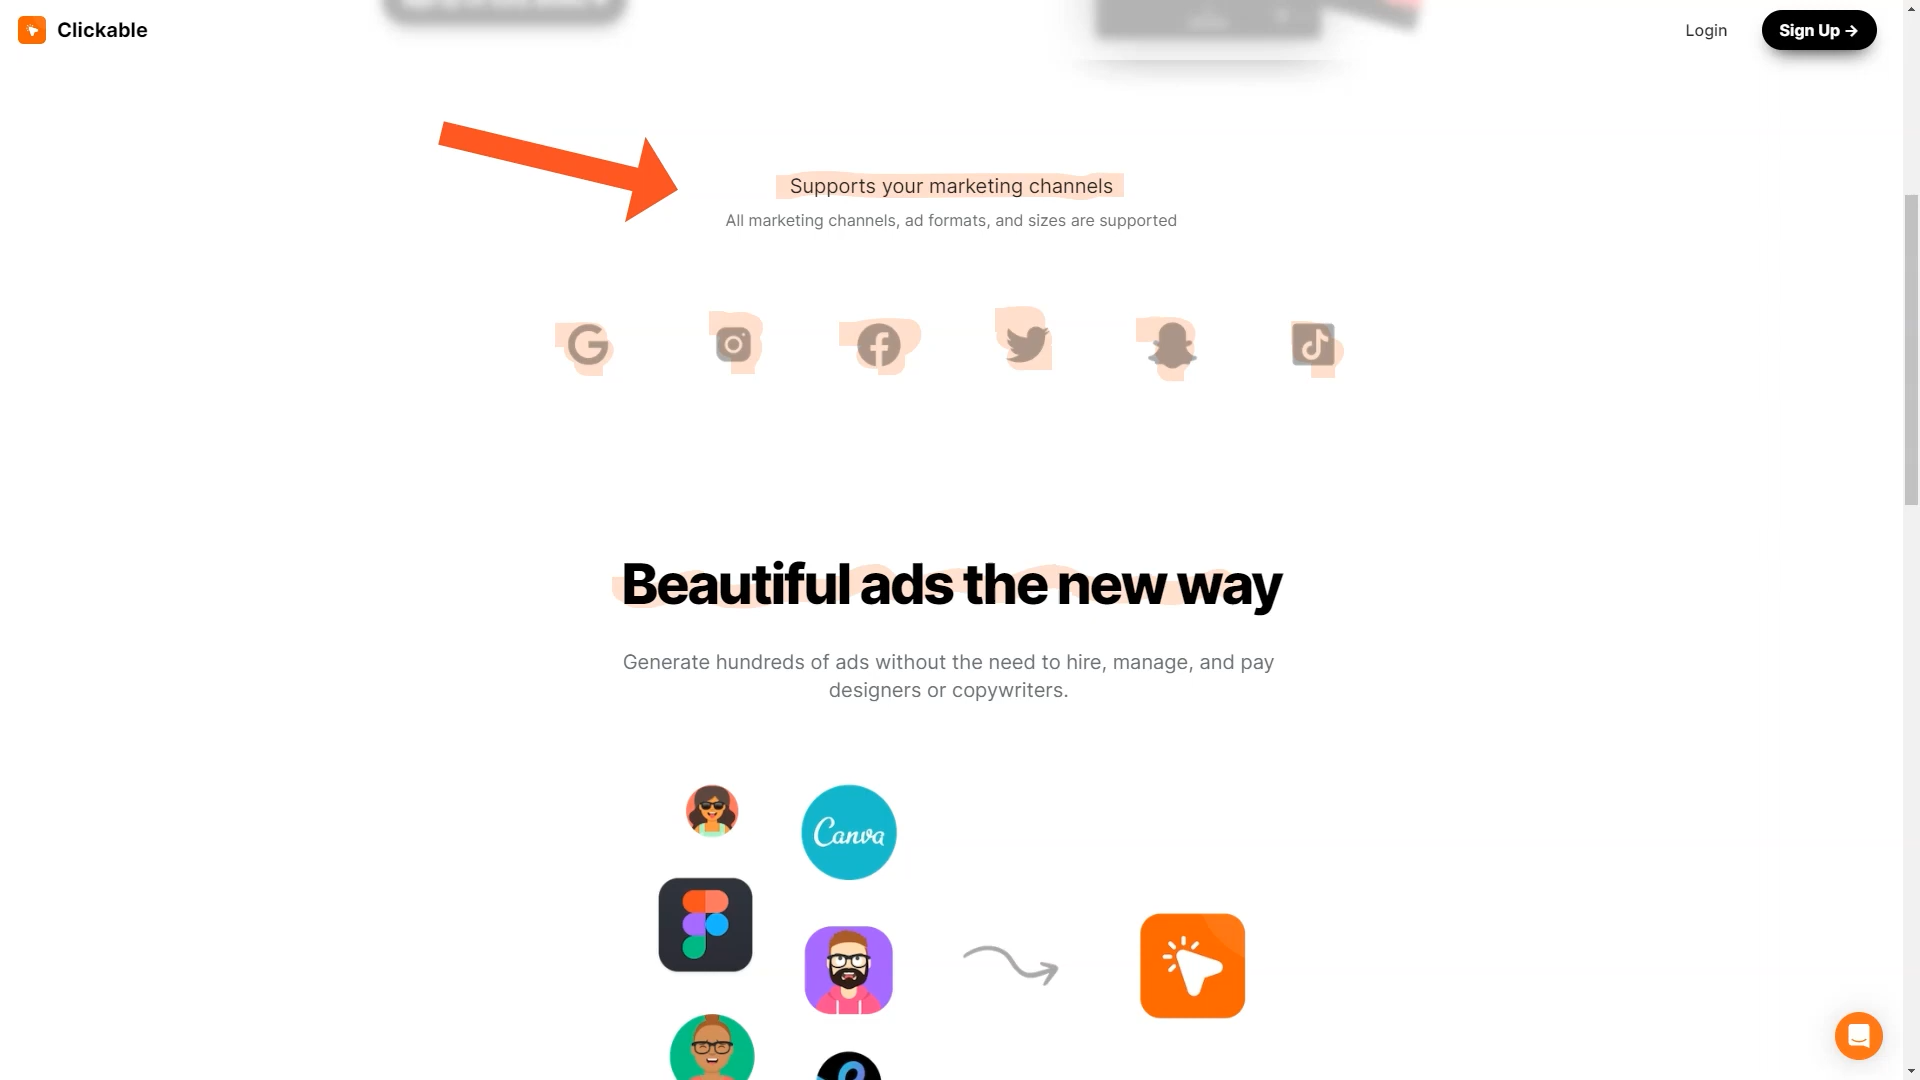 Clickable
Login
Sign Up →
Supports your marketing channels
All marketing channels, ad formats, and sizes are supported
Beautiful ads the new way
Generate hundreds of ads without the need to hire, manage, and pay
designers or copywriters.
Canva